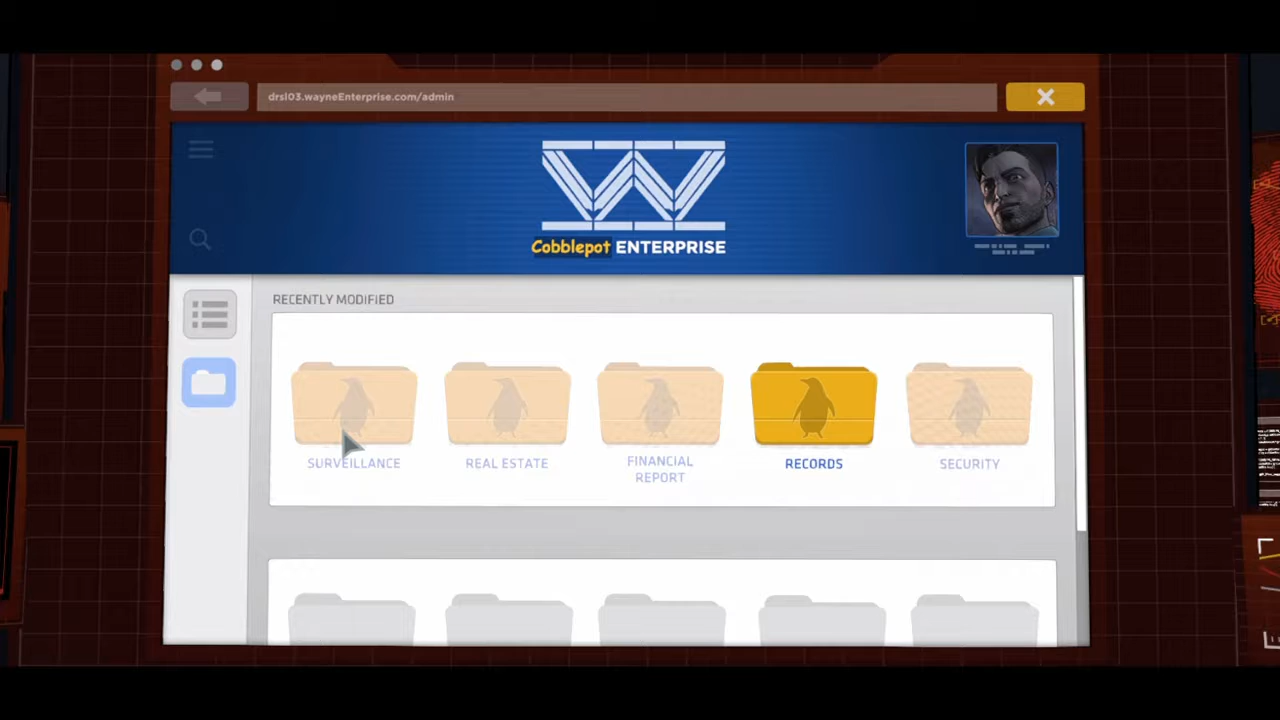 drsl03.wayneEnterprise.com/admin
Cobblepot ENTERPRISE
RECENTLY MODIFIED
SURVEILLANCE
REAL ESTATE
FINANCIAL
REPORT
RECORDS
SECURITY